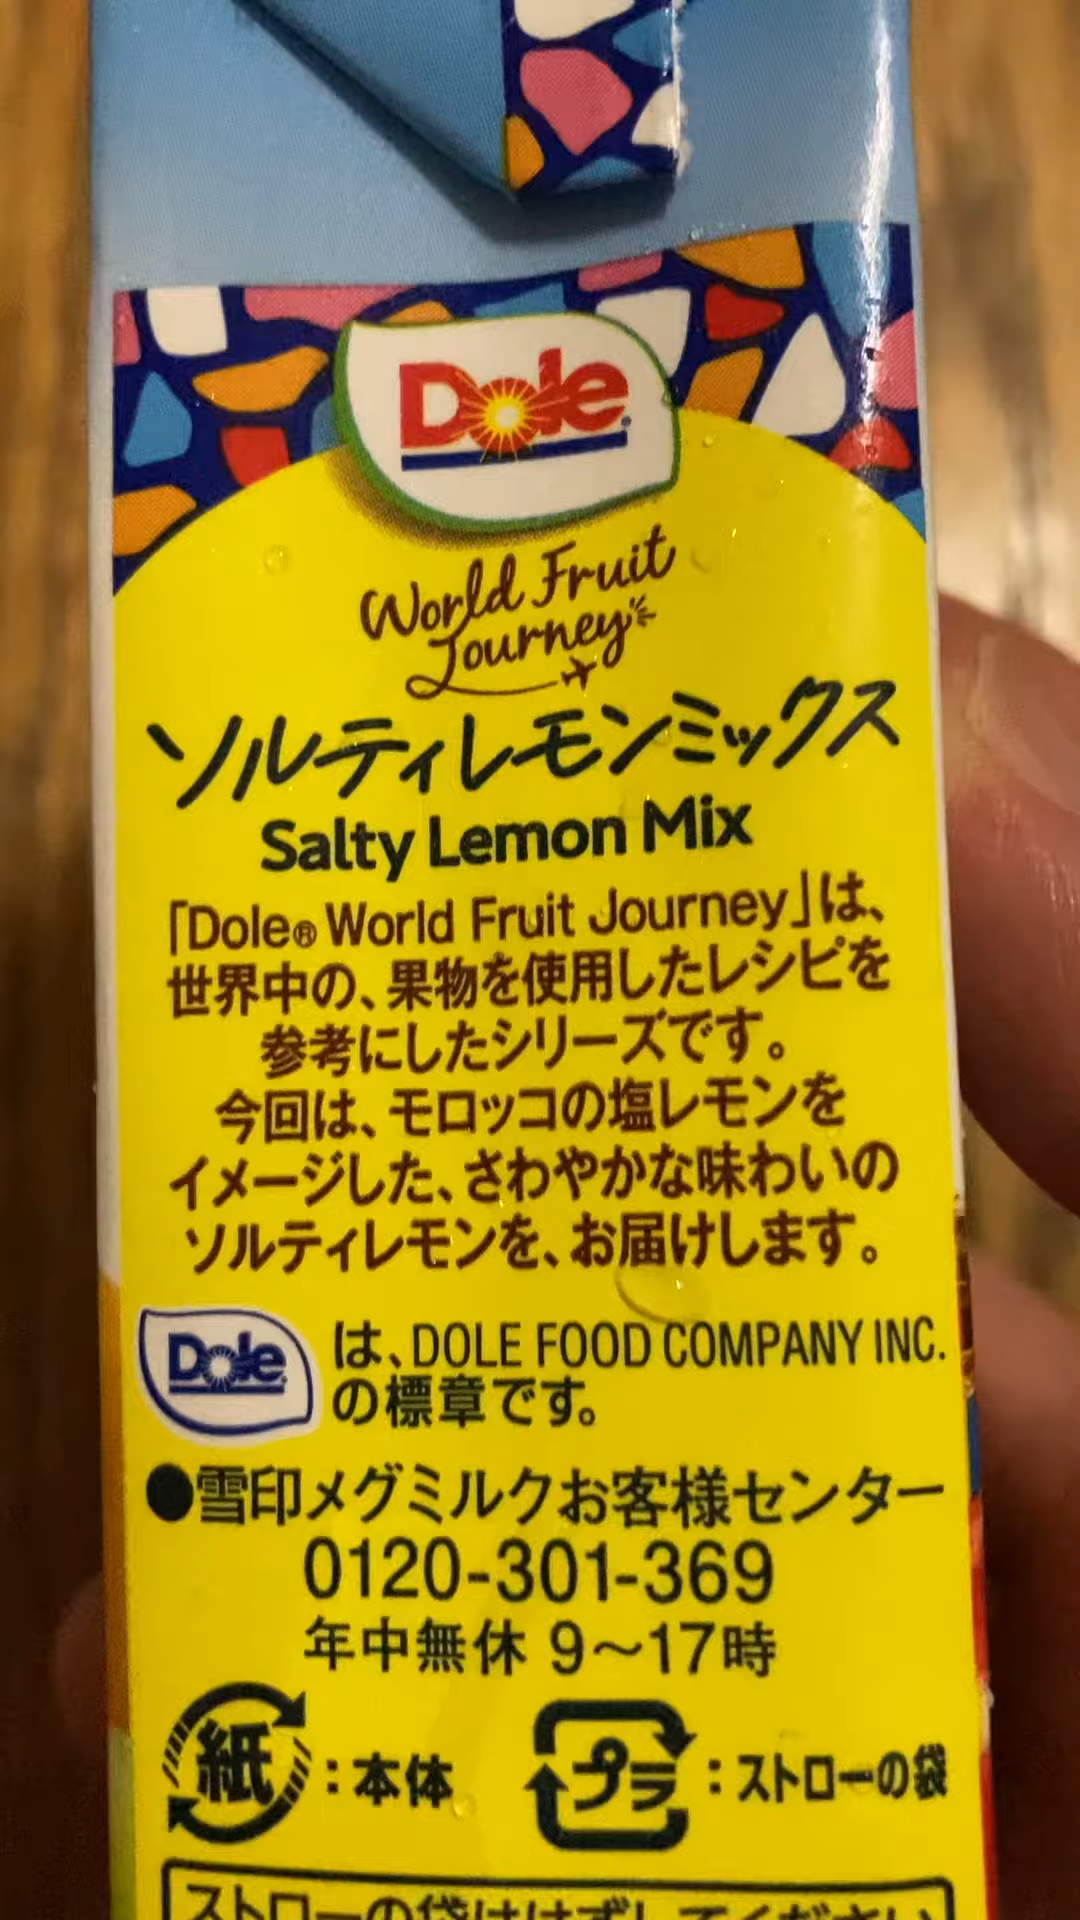 Dole
World Fruit
Journey
ソルティレモンミックス
Salty Lemon Mix
「Dole® World Fruit Journey」は、
世界中の、果物を使用したレシピを
参考にしたシリーズです。
今回は、モロッコの塩レモンを
イメージした、さわやかな味わいの
ソルティレモンを、お届けします。
Dole は、DOLE FOOD COMPANY INC.
の標章です。
●雪印メグミルクお客様センター
0120-301-369
年中無休 9～17時
紙:本体 プラ:ストローの袋
ストローの袋ははずしてください